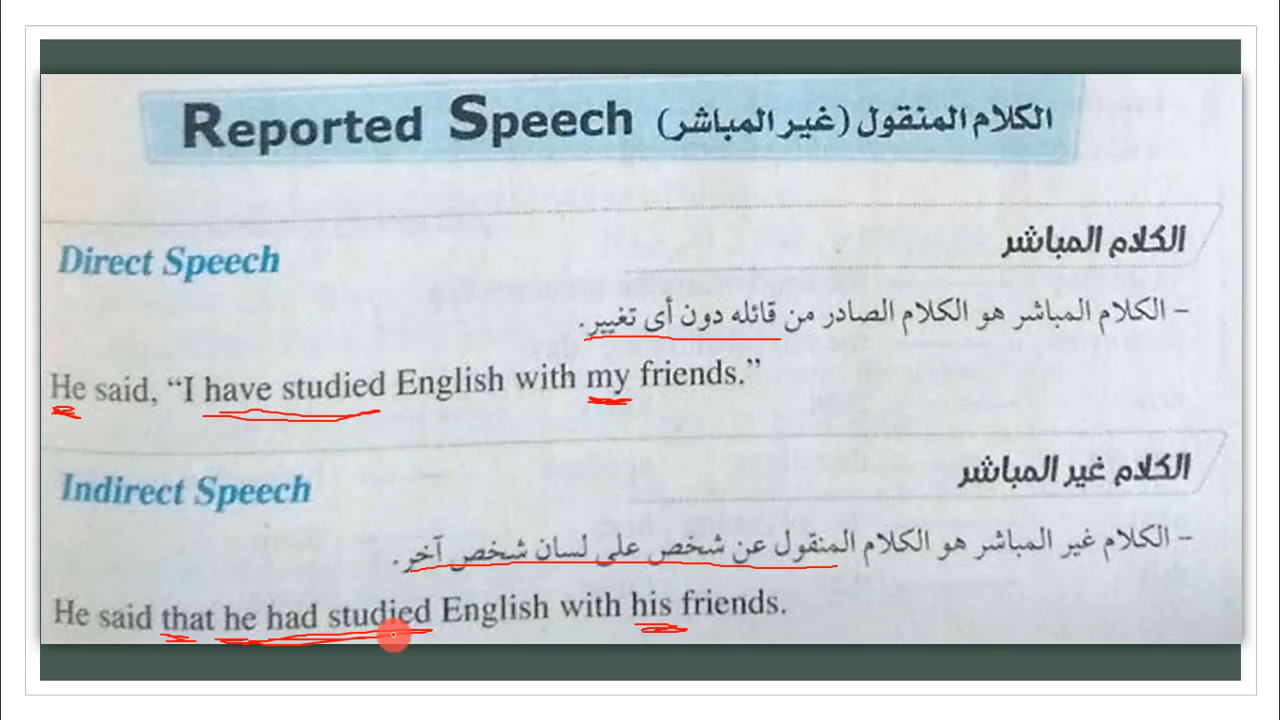 Reported Speech الكلام المنقول (غير المباشر)
Direct Speech
الكلام المباشر
- الكلام المباشر هو الكلام الصادر من قائله دون أى تغيير.
He said, “I have studied English with my friends.”
Indirect Speech
الكلام غير المباشر
- الكلام غير المباشر هو الكلام المنقول عن شخص على لسان شخص آخر.
He said that he had studied English with his friends.